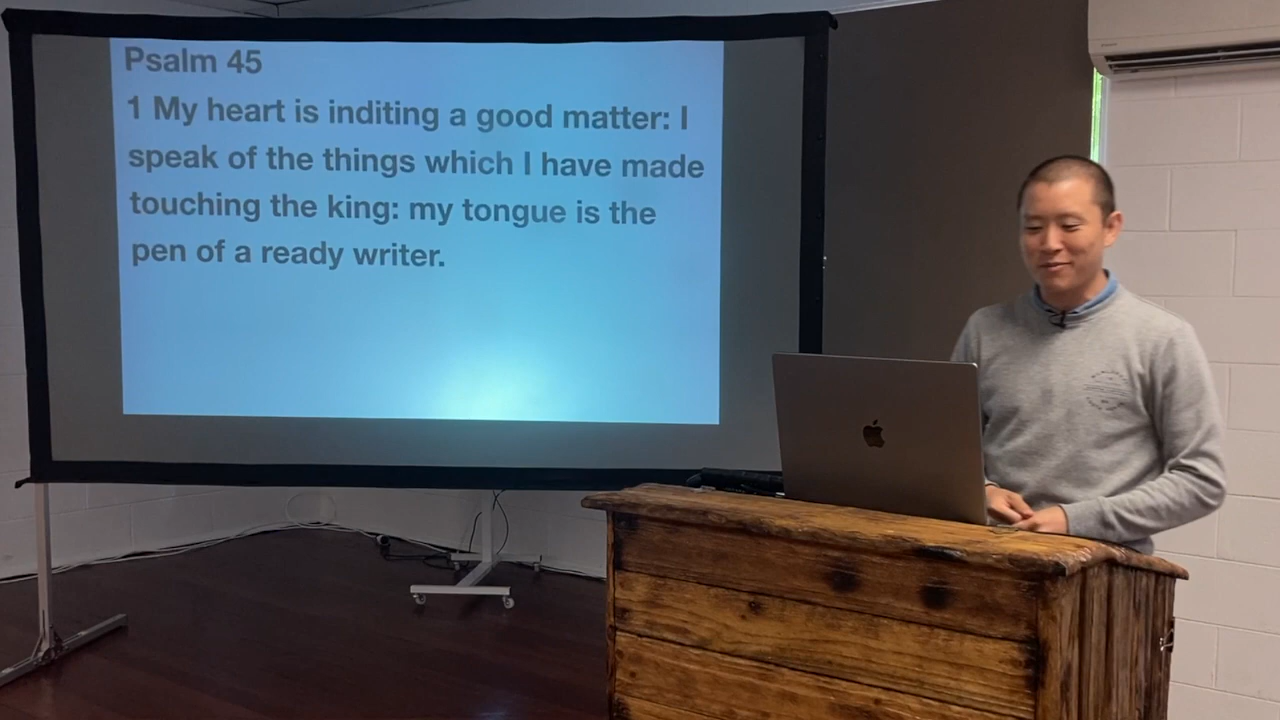 Psalm 45
1 My heart is inditing a good matter: I
speak of the things which I have made
touching the king: my tongue is the
pen of a ready writer.